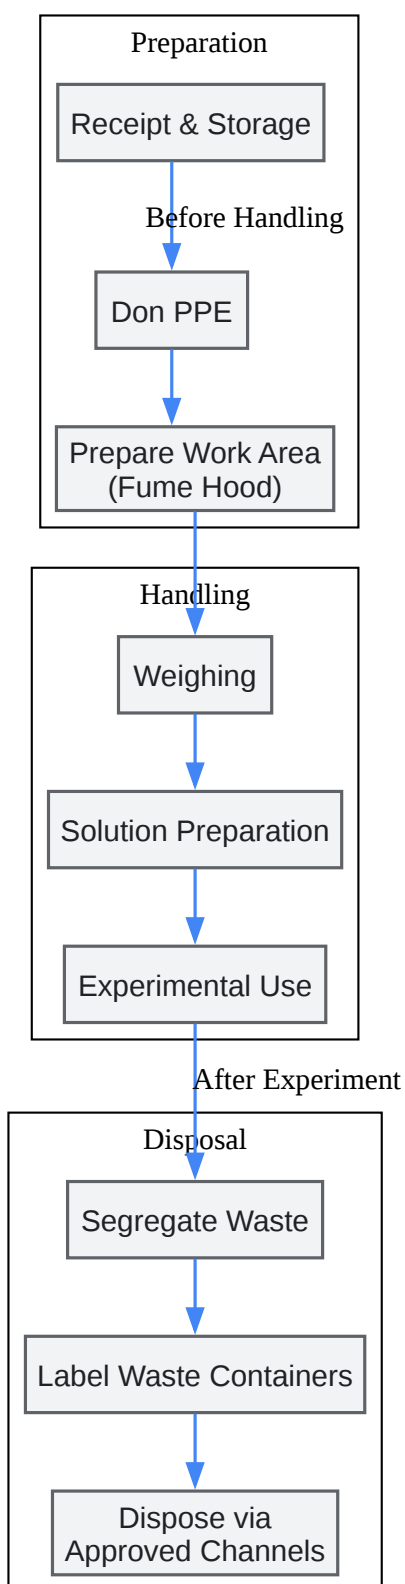 Preparation
Receipt & Storage
Before Handling
Don PPE
Prepare Work Area
(Fume Hood)
Handling
Weighing
Solution Preparation
Experimental Use
After Experiment
Disposal
Segregate Waste
Label Waste Containers
Dispose via
Approved Channels